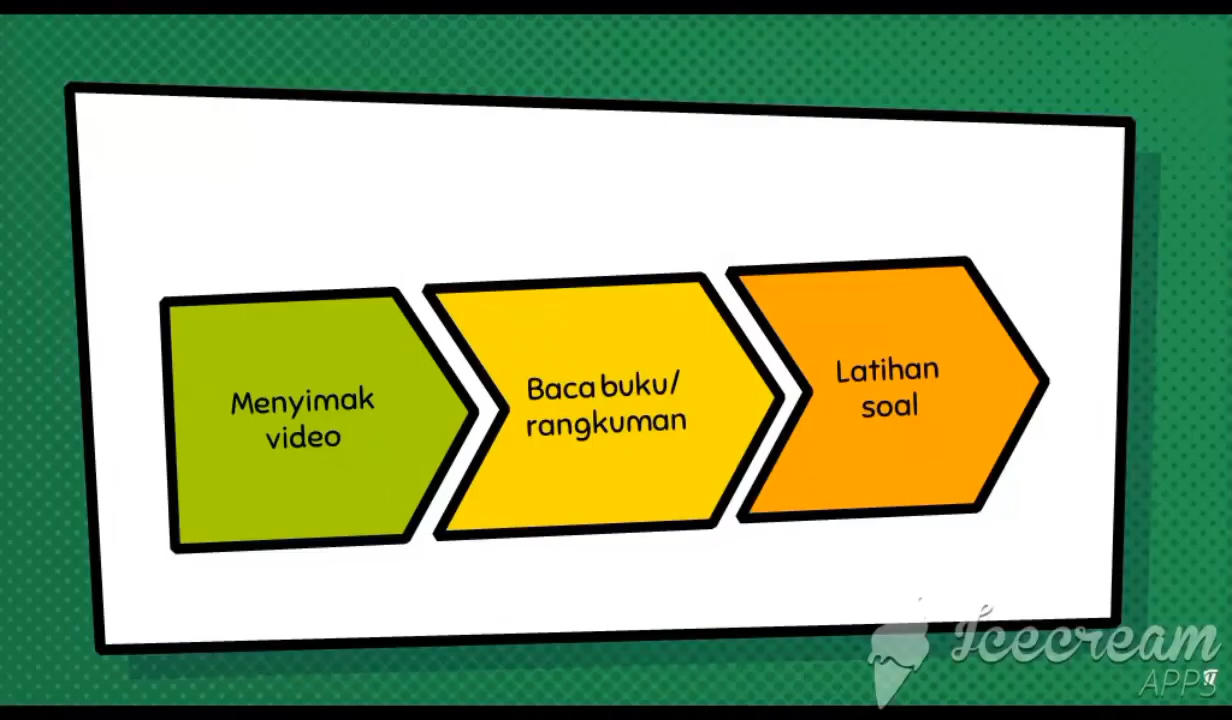 Menyimak
video
Baca buku/
rangkuman
Latihan
soal
Icecream
APPS